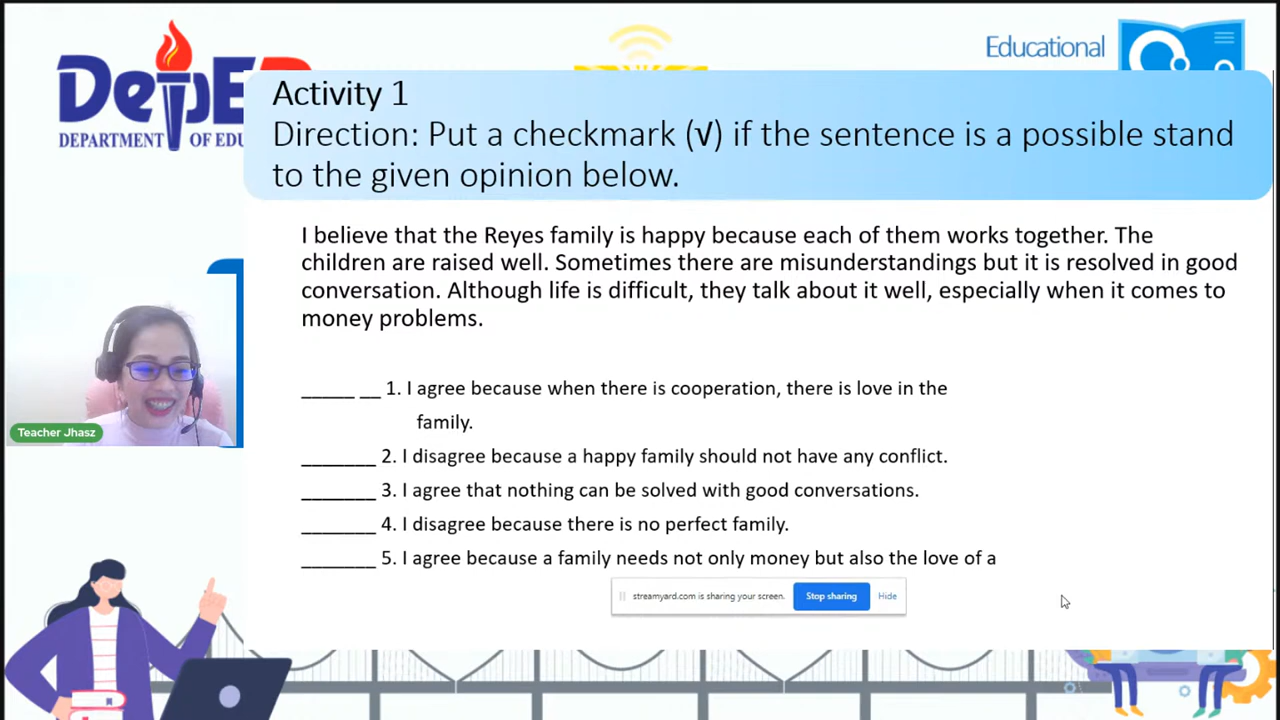 DepED
DEPARTMENT OF EDU
Educational
Activity 1
Direction: Put a checkmark (√) if the sentence is a possible stand
to the given opinion below.
I believe that the Reyes family is happy because each of them works together. The
children are raised well. Sometimes there are misunderstandings but it is resolved in good
conversation. Although life is difficult, they talk about it well, especially when it comes to
money problems.
_____ __ 1. I agree because when there is cooperation, there is love in the
family.
_______ 2. I disagree because a happy family should not have any conflict.
_______ 3. I agree that nothing can be solved with good conversations.
_______ 4. I disagree because there is no perfect family.
_______ 5. I agree because a family needs not only money but also the love of a
Teacher Jhasz
streamyard.com is sharing your screen. Stop sharing Hide